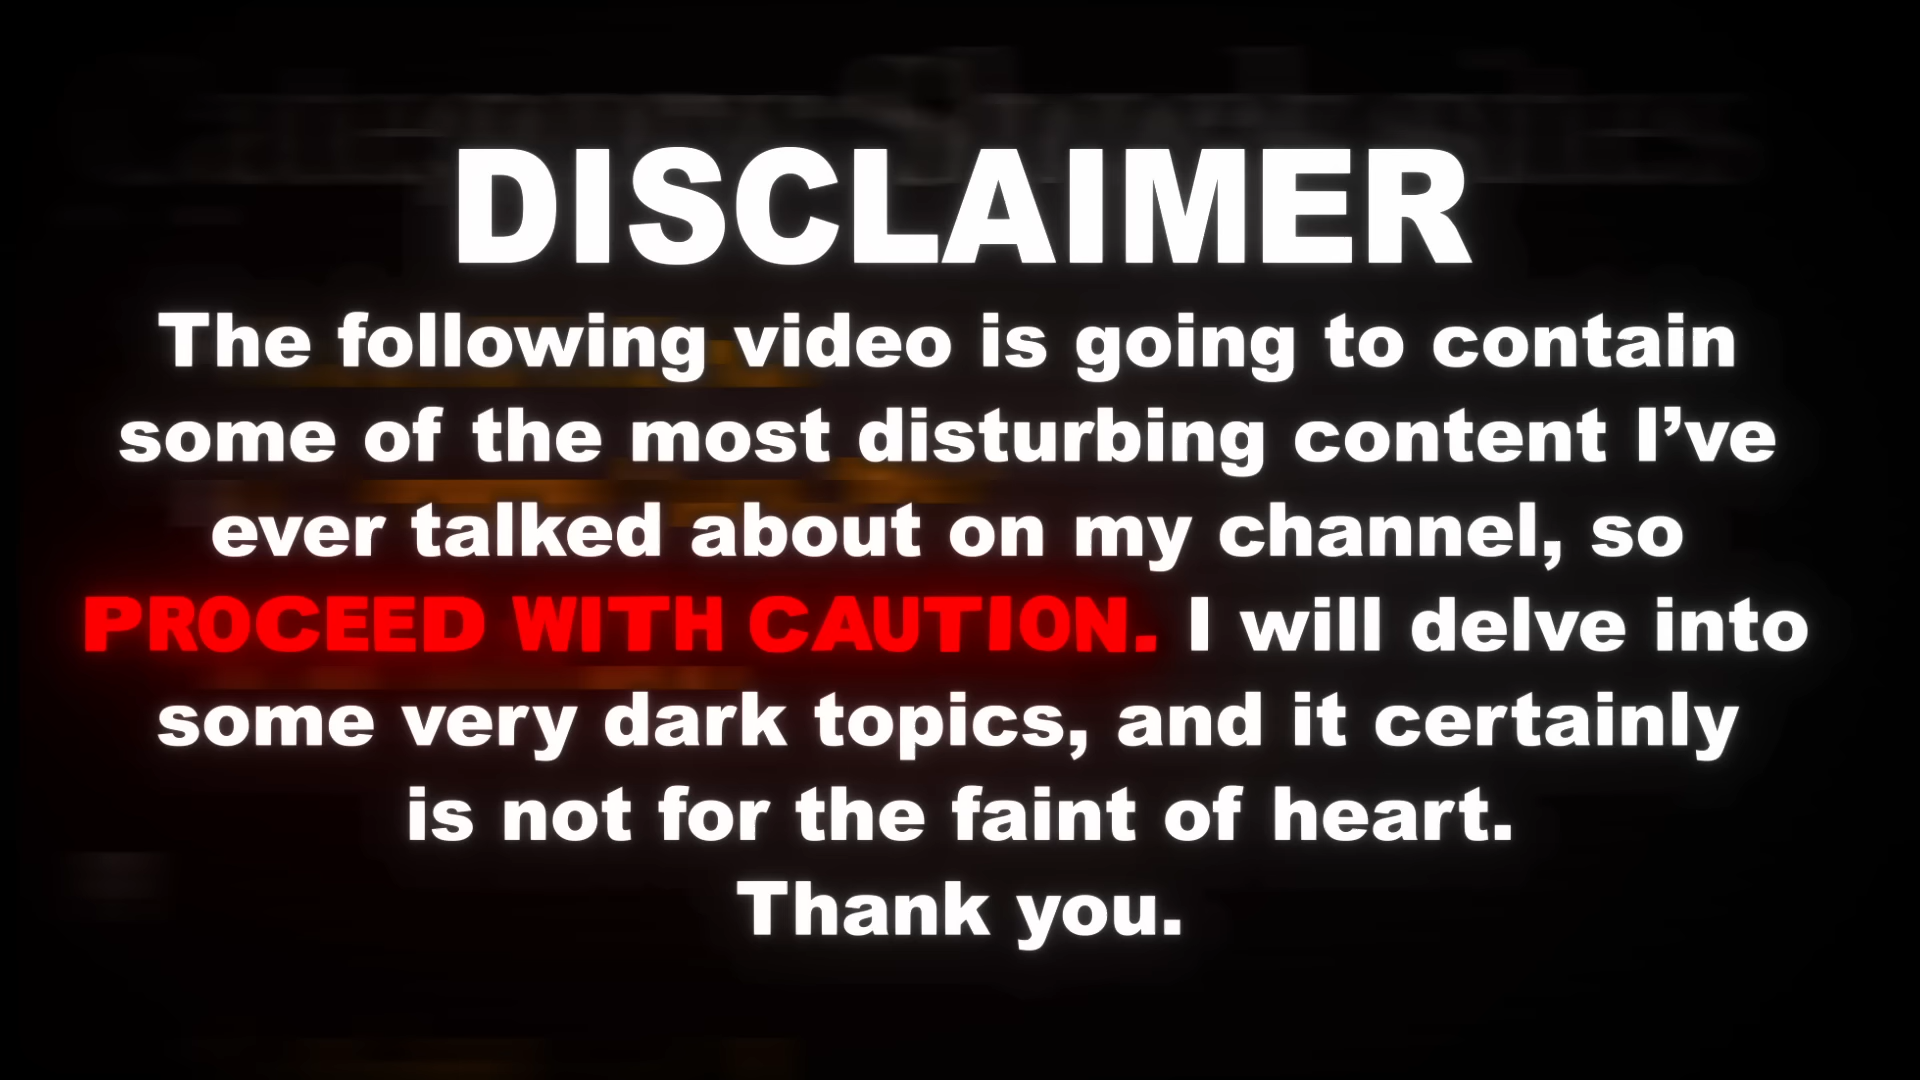 DISCLAIMER
The following video is going to contain
some of the most disturbing content I’ve
ever talked about on my channel, so
PROCEED WITH CAUTION. I will delve into
some very dark topics, and it certainly
is not for the faint of heart.
Thank you.